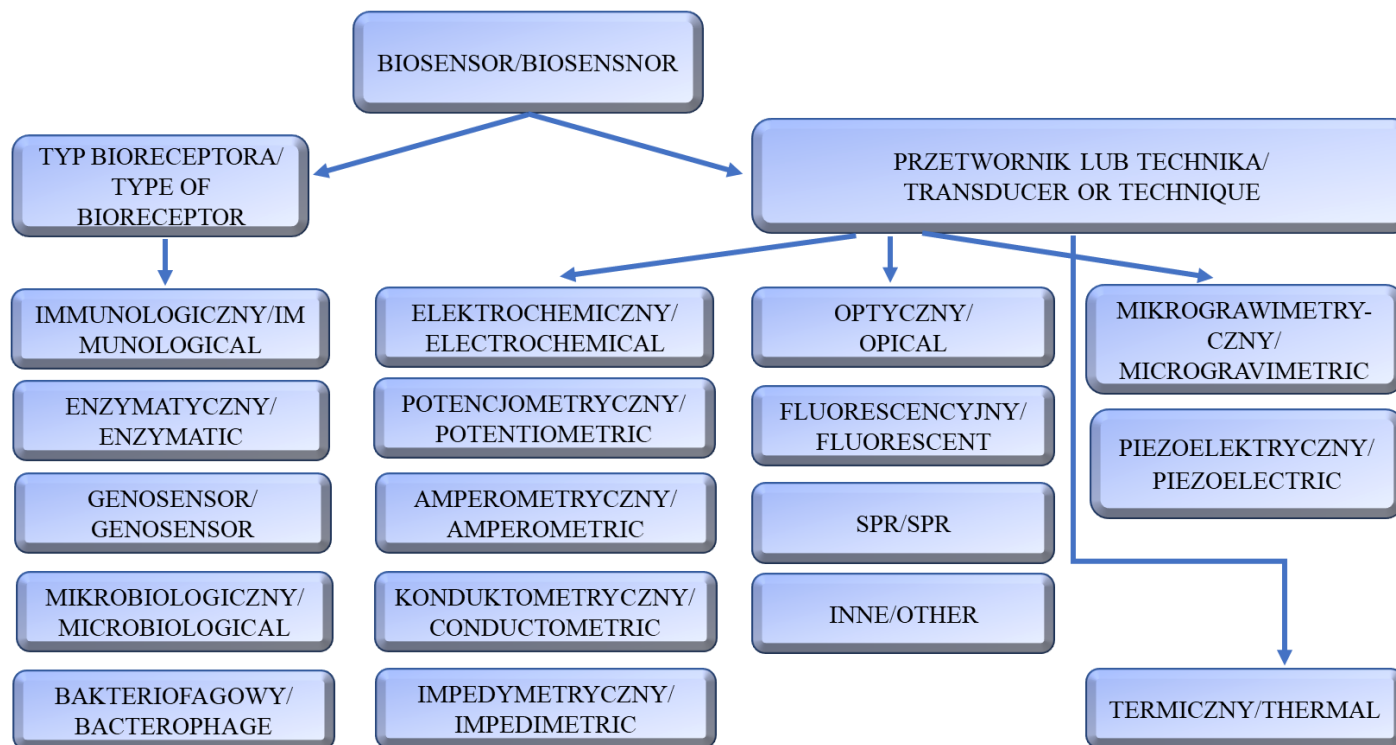 BIOSENSOR/BIOSENSNOR
TYP BIORECEPTORA/
TYPE OF
BIORECEPTOR
PRZETWORNIK LUB TECHNIKA/
TRANSDUCER OR TECHNIQUE
IMMUNOLOGICZNY/IM
MUNOLOGICAL
ENZYMATYCZNY/
ENZYMATIC
GENOSENSOR/
GENOSENSOR
MIKROBIOLOGICZNY/
MICROBIOLOGICAL
BAKTERIOFAGOWY/
BACTEROPHAGE
ELEKTROCHEMICZNY/
ELECTROCHEMICAL
POTENCJOMETRYCZNY/
POTENTIOMETRIC
AMPEROMETRYCZNY/
AMPEROMETRIC
KONDUKTOMETRYCZNY/
CONDUCTOMETRIC
IMPEDYMETRYCZNY/
IMPEDIMETRIC
OPTYCZNY/
OPICAL
FLUORESCENCYJNY/
FLUORESCENT
SPR/SPR
INNE/OTHER
MIKROGRAWIMETRY-
CZNY/
MICROGRAVIMETRIC
PIEZOELEKTRYCZNY/
PIEZOELECTRIC
TERMICZNY/THERMAL